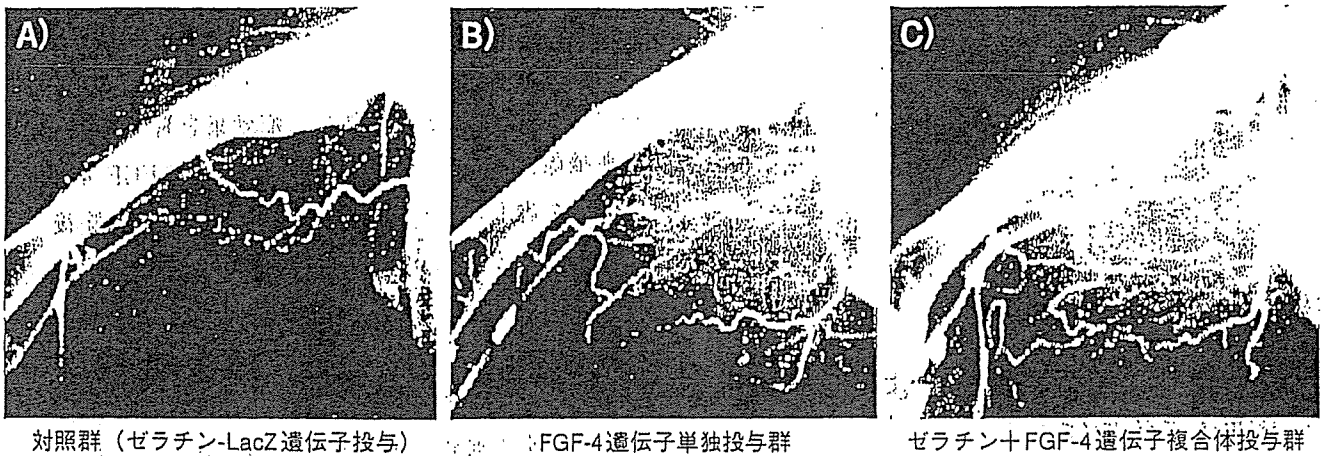 A)
B)
C)
対照群(ゼラチン-LacZ遺伝子投与)
FGF-4遺伝子単独投与群
ゼラチン+FGF-4遺伝子複合体投与群